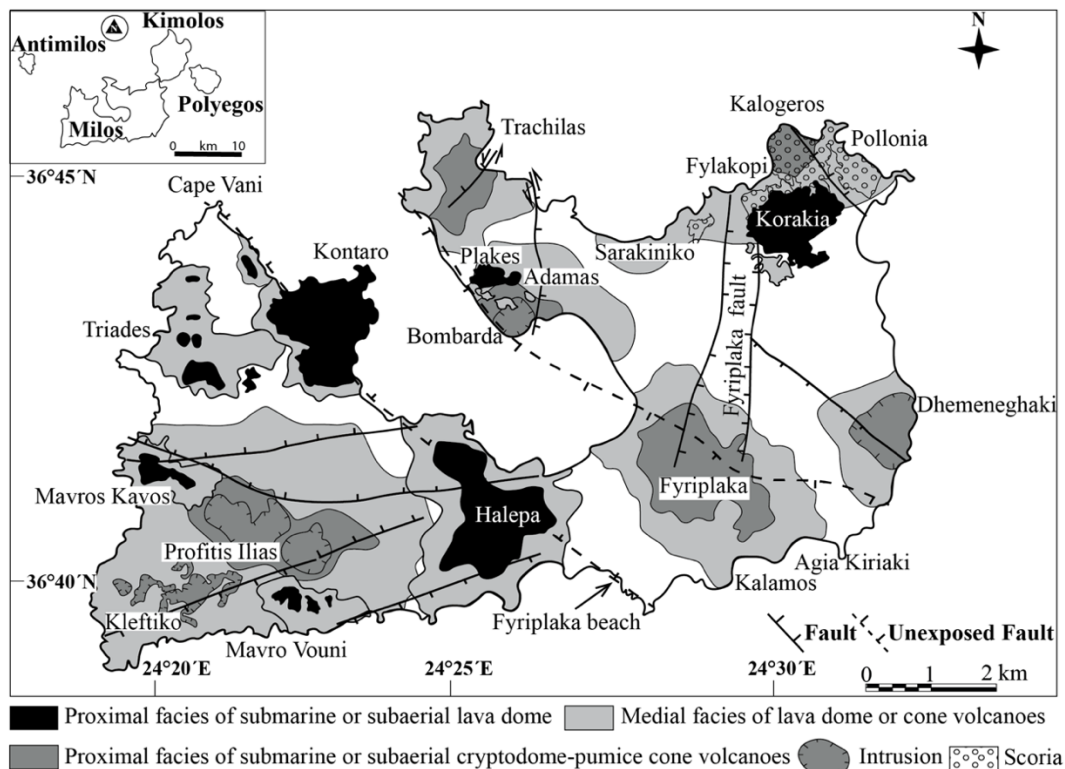 Kimolos
N
Antimilos
Polyegos
Milos
0 km 10
N
Kalogeros
Trachilas
Pollonia
36°45´N
Fylakopi
Cape Vani
Korakia
Kontaro
Plakes
Sarakiniko
Adamas
Triades
Bombarda
Fyriplaka fault
Dhemeneghaki
Mavros Kavos
Fyriplaka
Halepa
Profitis Ilias
Agia Kiriaki
36°40´N
Kalamos
Kleftiko
Fyriplaka beach
Fault
Unexposed Fault
Mavro Vouni
24°20´E
24°25´E
24°30´E
0 1 2 km
Proximal facies of submarine or subaerial lava dome
Medial facies of lava dome or cone volcanoes
Proximal facies of submarine or subaerial cryptodome-pumice cone volcanoes
Intrusion
Scoria